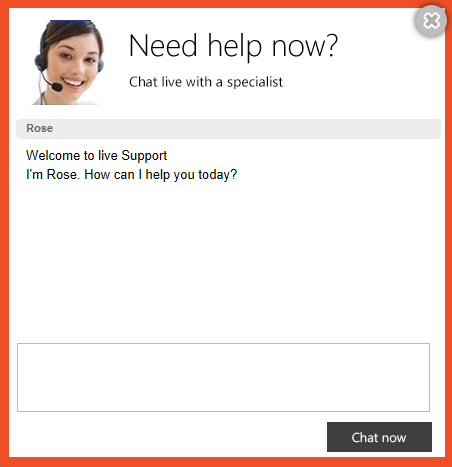 Need help now?
Chat live with a specialist
Rose
Welcome to live Support
I'm Rose. How can I help you today?
Chat now